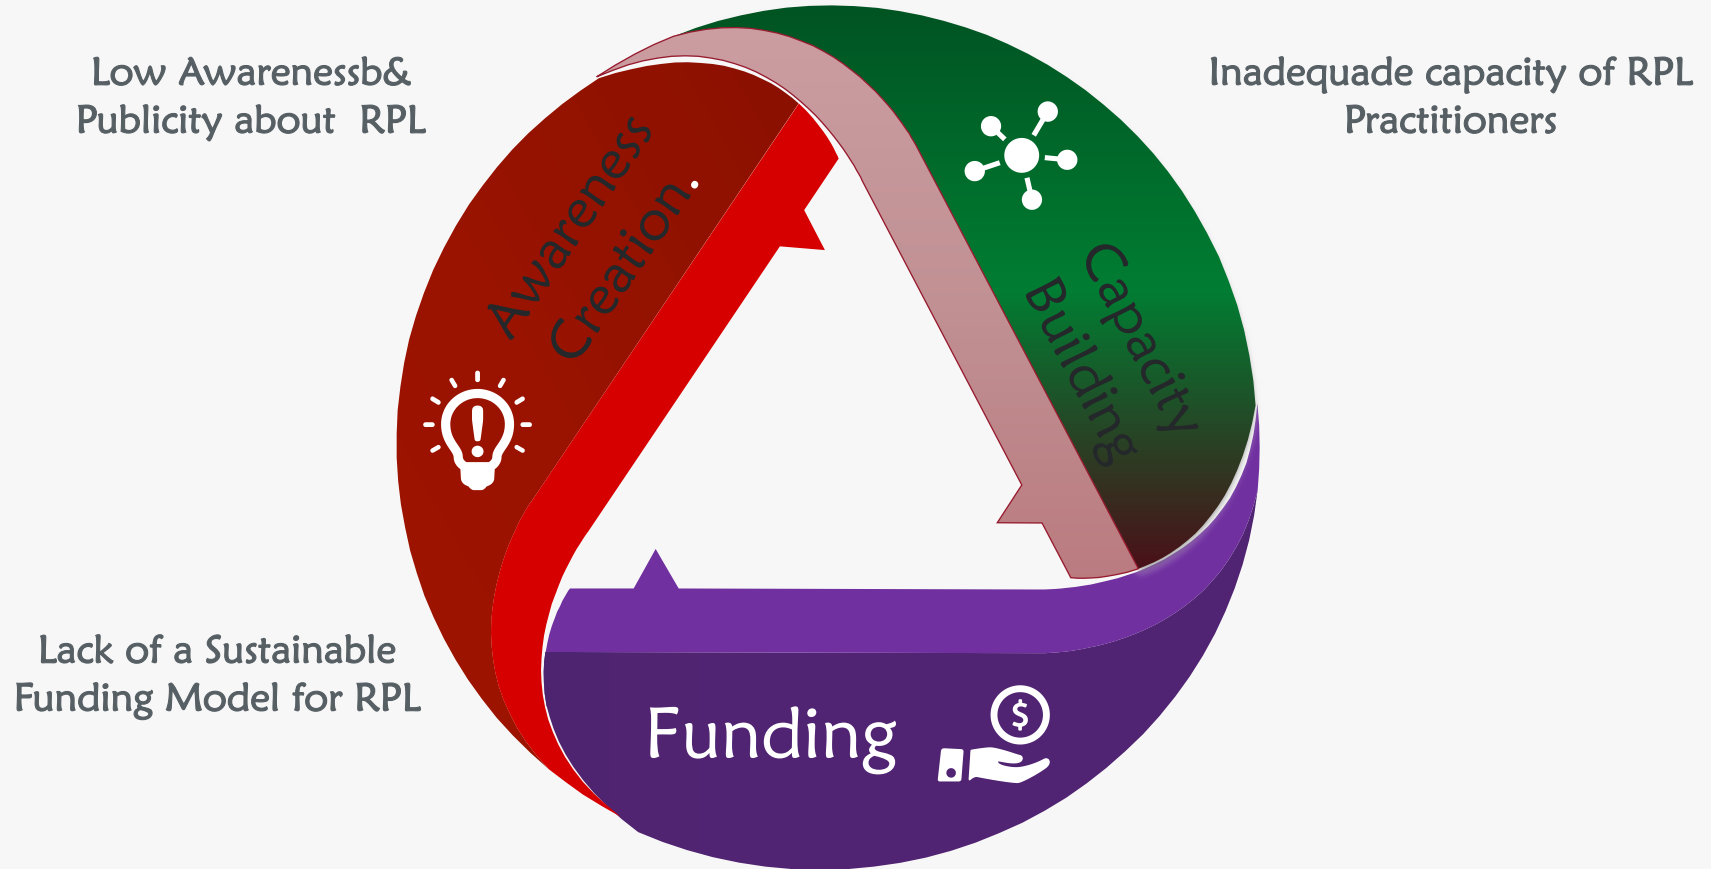 Low Awarenessb&
Publicity about  RPL
Inadequade capacity of RPL
Practitioners
Awareness
Creation.
Capacity
Building
Lack of a Sustainable
Funding Model for RPL
Funding
$